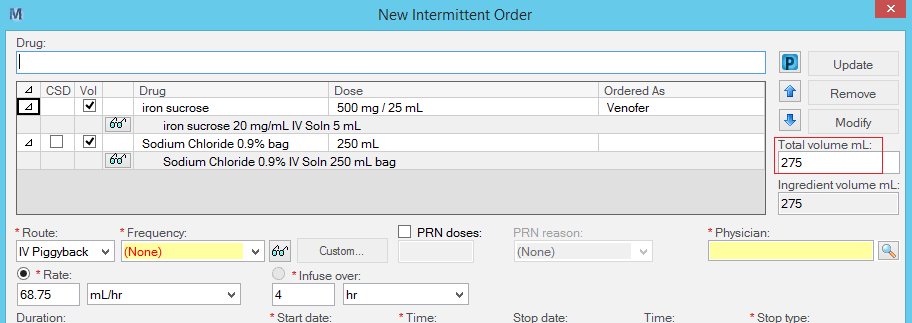 M New Intermittent Order X
Drug:
P Update
CSD Vol Drug Dose Ordered As
Remove
iron sucrose 500 mg / 25 mL Venofer
iron sucrose 20 mg/mL IV Soln 5 mL
Modify
Sodium Chloride 0.9% bag 250 mL
Total volume mL:
Sodium Chloride 0.9% IV Soln 250 mL bag
275
Ingredient volume mL:
275
* Route: * Frequency: PRN doses: PRN reason: * Physician:
IV Piggyback (None) Custom... (None)
* Rate: * Infuse over:
68.75 mL/hr 4 hr
Duration: * Start date: * Time: Stop date: Time: * Stop type: